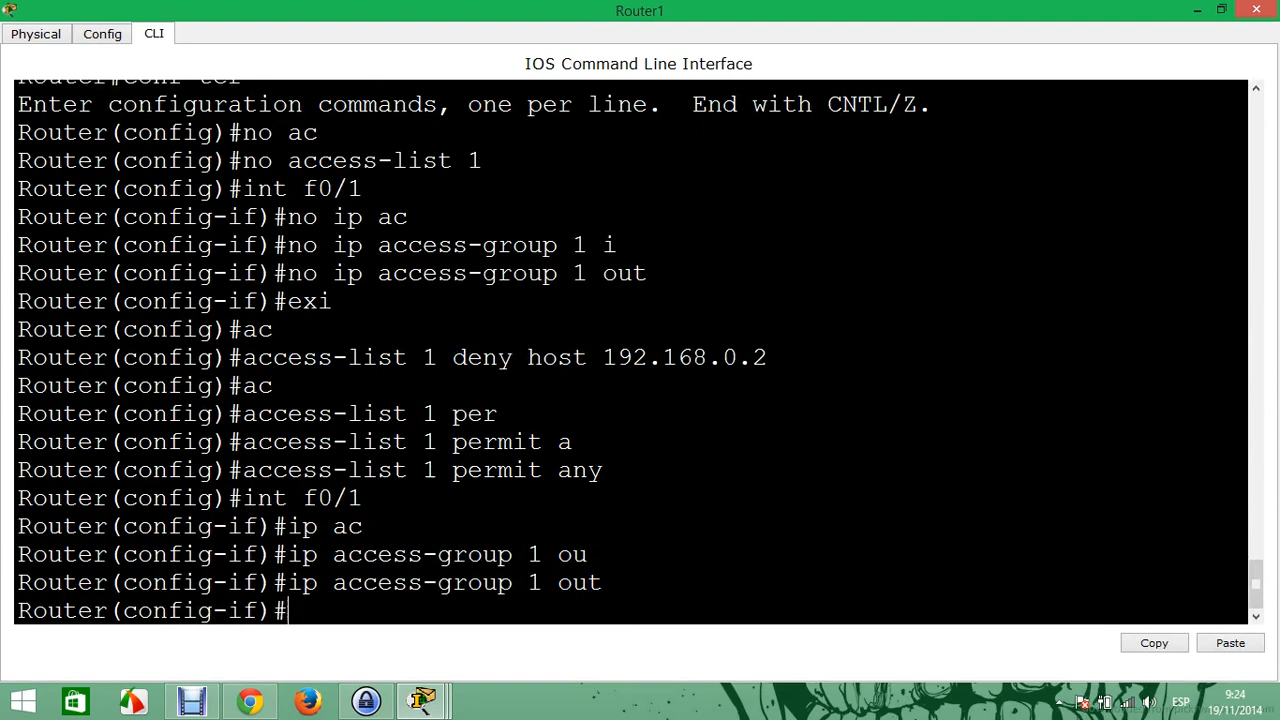 Router1
Physical Config CLI
IOS Command Line Interface
Router#conf ter
Enter configuration commands, one per line.  End with CNTL/Z.
Router(config)#no ac
Router(config)#no access-list 1
Router(config)#int f0/1
Router(config-if)#no ip ac
Router(config-if)#no ip access-group 1 i
Router(config-if)#no ip access-group 1 out
Router(config-if)#exi
Router(config)#ac
Router(config)#access-list 1 deny host 192.168.0.2
Router(config)#ac
Router(config)#access-list 1 per
Router(config)#access-list 1 permit a
Router(config)#access-list 1 permit any
Router(config)#int f0/1
Router(config-if)#ip ac
Router(config-if)#ip access-group 1 ou
Router(config-if)#ip access-group 1 out
Router(config-if)#
Copy Paste
ESP
9:24
19/11/2014